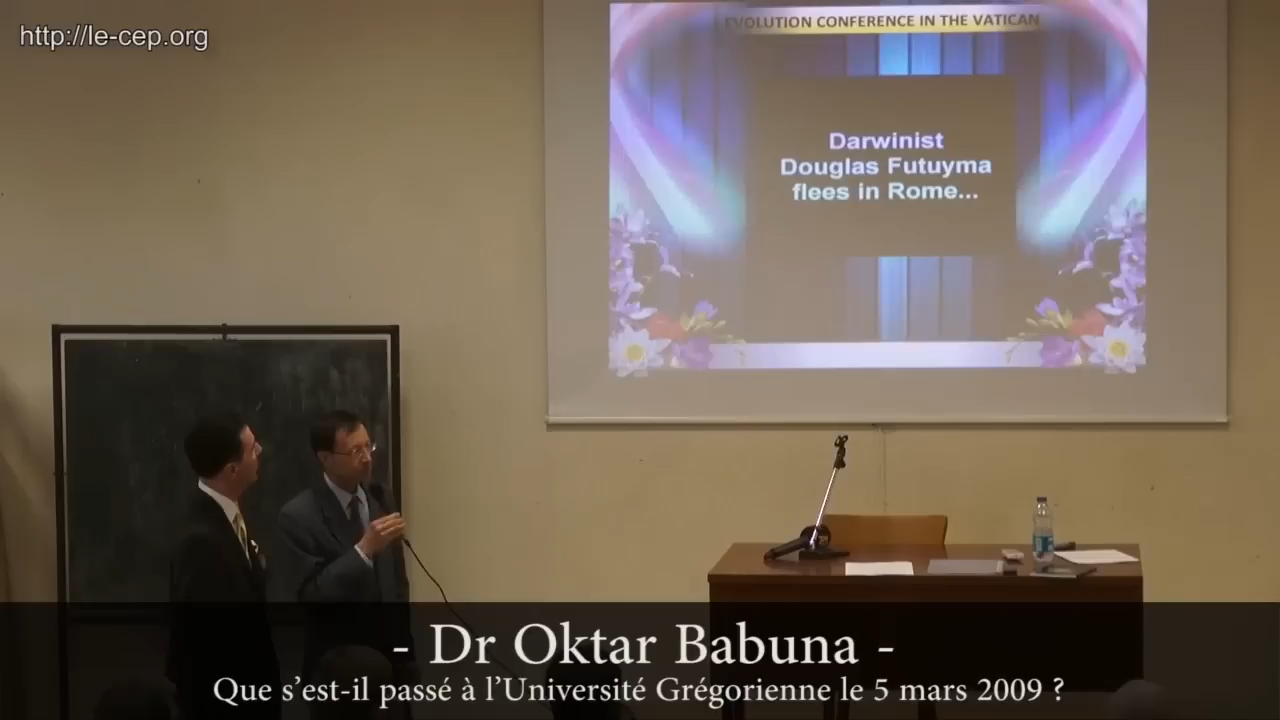 http://le-cep.org
EVOLUTION CONFERENCE IN THE VATICAN
Darwinist
Douglas Futuyma
flees in Rome...
- Dr Oktar Babuna -
Que s’est-il passé à l’Université Grégorienne le 5 mars 2009 ?